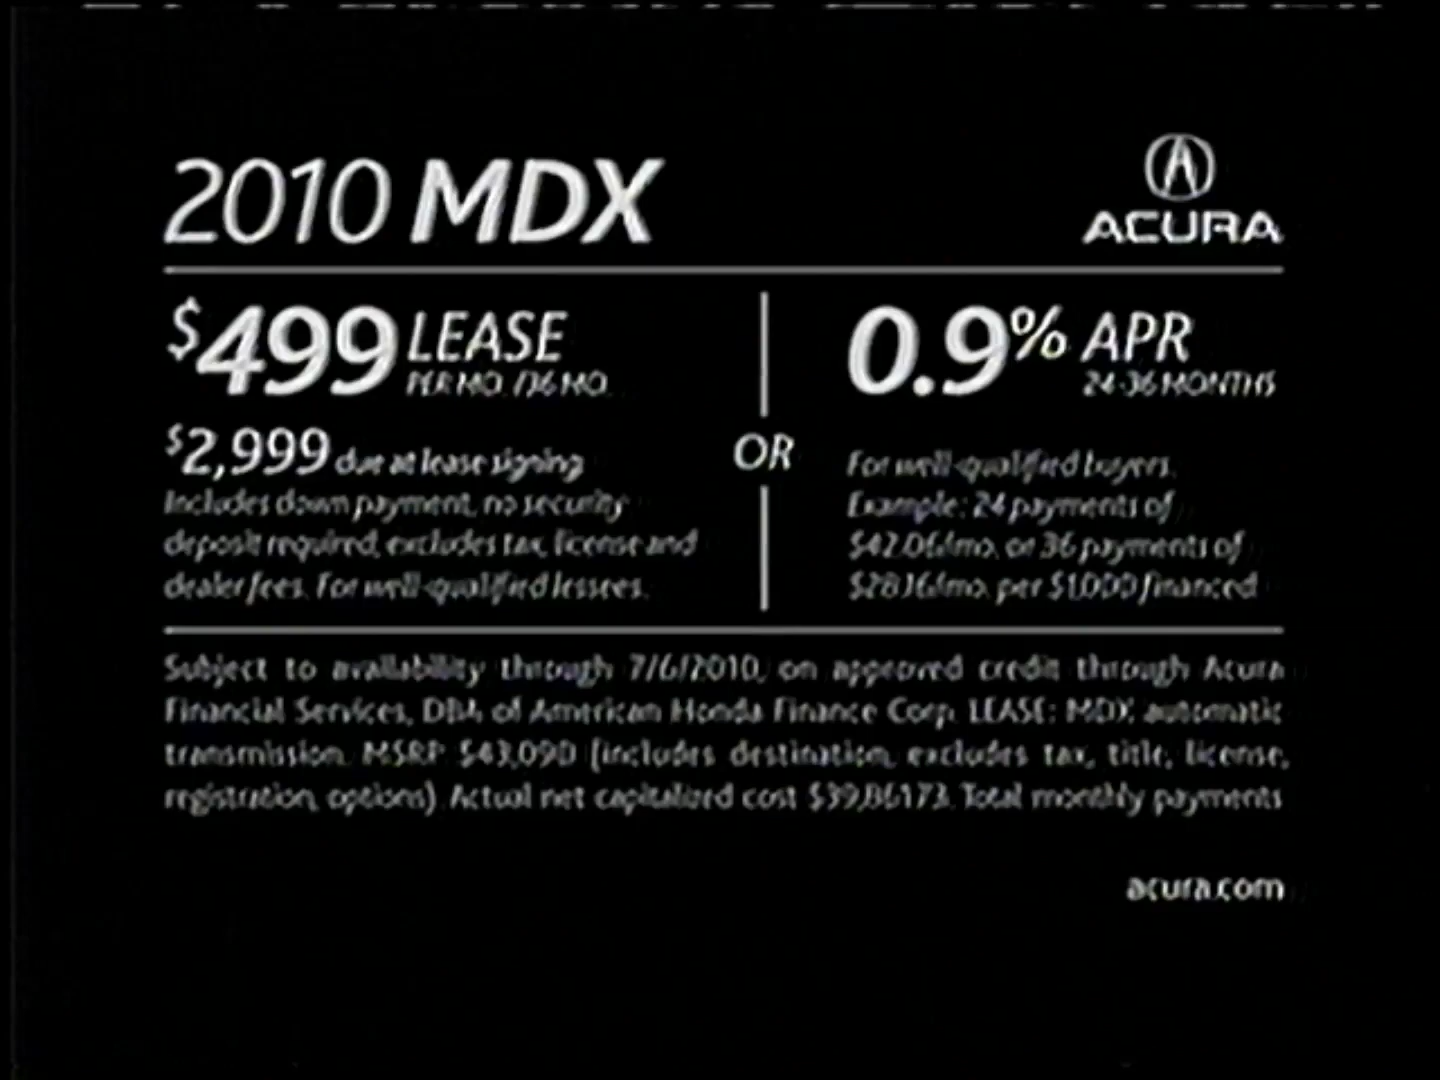 2010 MDX
ACURA
$499 LEASE
PER MO. /36 MO.
$2,999 due at lease signing
Includes down payment, no security
deposit required, excludes tax, license and
dealer fees. For well-qualified lessees.
OR
0.9% APR
24-36 MONTHS
For well-qualified buyers.
Example: 24 payments of
$42.06/mo, or 36 payments of
$28.16/mo. per $1,000 financed
Subject to availability through 7/6/2010, on approved credit through Acura
Financial Services, DBA of American Honda Finance Corp. LEASE: MDX automatic
transmission. MSRP $43,090 (includes destination, excludes tax, title, license,
registration, options). Actual net capitalized cost $39,861.73. Total monthly payments
acura.com